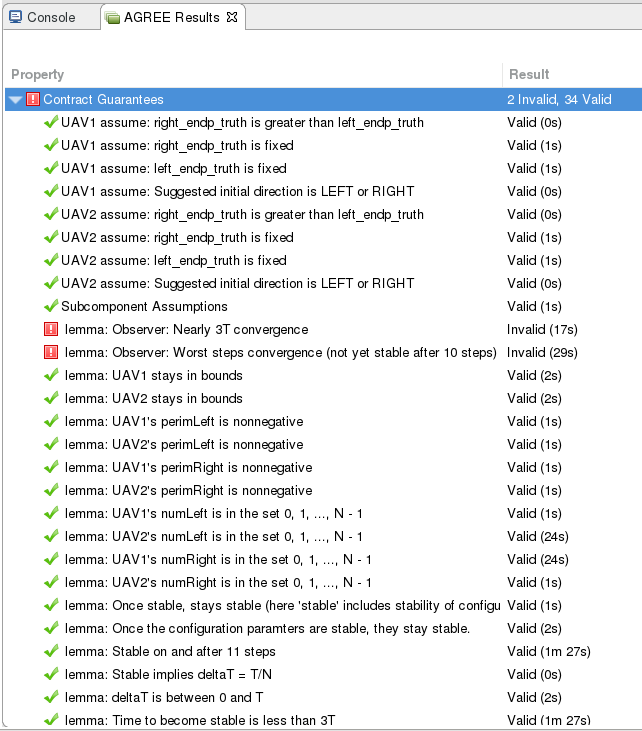 Console AGREE Results
Property Result
Contract Guarantees 2 Invalid, 34 Valid
UAV1 assume: right_endp_truth is greater than left_endp_truth Valid (0s)
UAV1 assume: right_endp_truth is fixed Valid (1s)
UAV1 assume: left_endp_truth is fixed Valid (1s)
UAV1 assume: Suggested initial direction is LEFT or RIGHT Valid (0s)
UAV2 assume: right_endp_truth is greater than left_endp_truth Valid (0s)
UAV2 assume: right_endp_truth is fixed Valid (1s)
UAV2 assume: left_endp_truth is fixed Valid (1s)
UAV2 assume: Suggested initial direction is LEFT or RIGHT Valid (0s)
Subcomponent Assumptions Valid (1s)
lemma: Observer: Nearly 3T convergence Invalid (17s)
lemma: Observer: Worst steps convergence (not yet stable after 10 steps) Invalid (29s)
lemma: UAV1 stays in bounds Valid (2s)
lemma: UAV2 stays in bounds Valid (2s)
lemma: UAV1's perimLeft is nonnegative Valid (1s)
lemma: UAV2's perimLeft is nonnegative Valid (1s)
lemma: UAV1's perimRight is nonnegative Valid (1s)
lemma: UAV2's perimRight is nonnegative Valid (1s)
lemma: UAV1's numLeft is in the set 0, 1, ..., N - 1 Valid (1s)
lemma: UAV2's numLeft is in the set 0, 1, ..., N - 1 Valid (24s)
lemma: UAV1's numRight is in the set 0, 1, ..., N - 1 Valid (24s)
lemma: UAV2's numRight is in the set 0, 1, ..., N - 1 Valid (1s)
lemma: Once stable, stays stable (here 'stable' includes stability of configu Valid (1s)
lemma: Once the configuration paramters are stable, they stay stable. Valid (2s)
lemma: Stable on and after 11 steps Valid (1m 27s)
lemma: Stable implies deltaT = T/N Valid (0s)
lemma: deltaT is between 0 and T Valid (2s)
lemma: Time to become stable is less than 3T Valid (1m 27s)